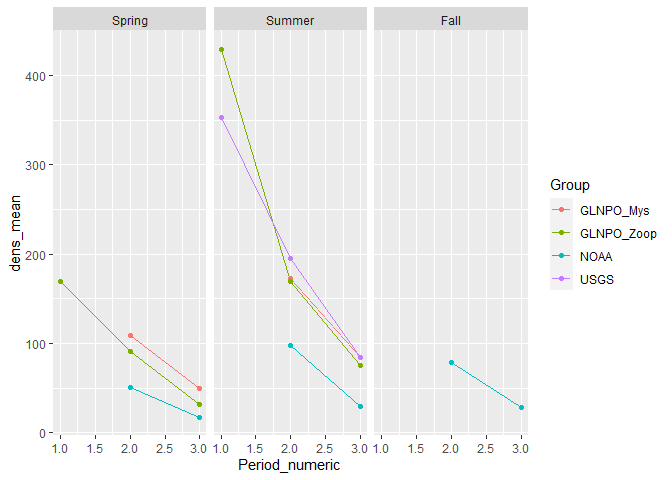 Spring Summer Fall
dens_mean
400
300
200
100
0
1.0 1.5 2.0 2.5 3.0 1.0 1.5 2.0 2.5 3.0 1.0 1.5 2.0 2.5 3.0
Period_numeric
Group
GLNPO_Mys
GLNPO_Zoop
NOAA
USGS